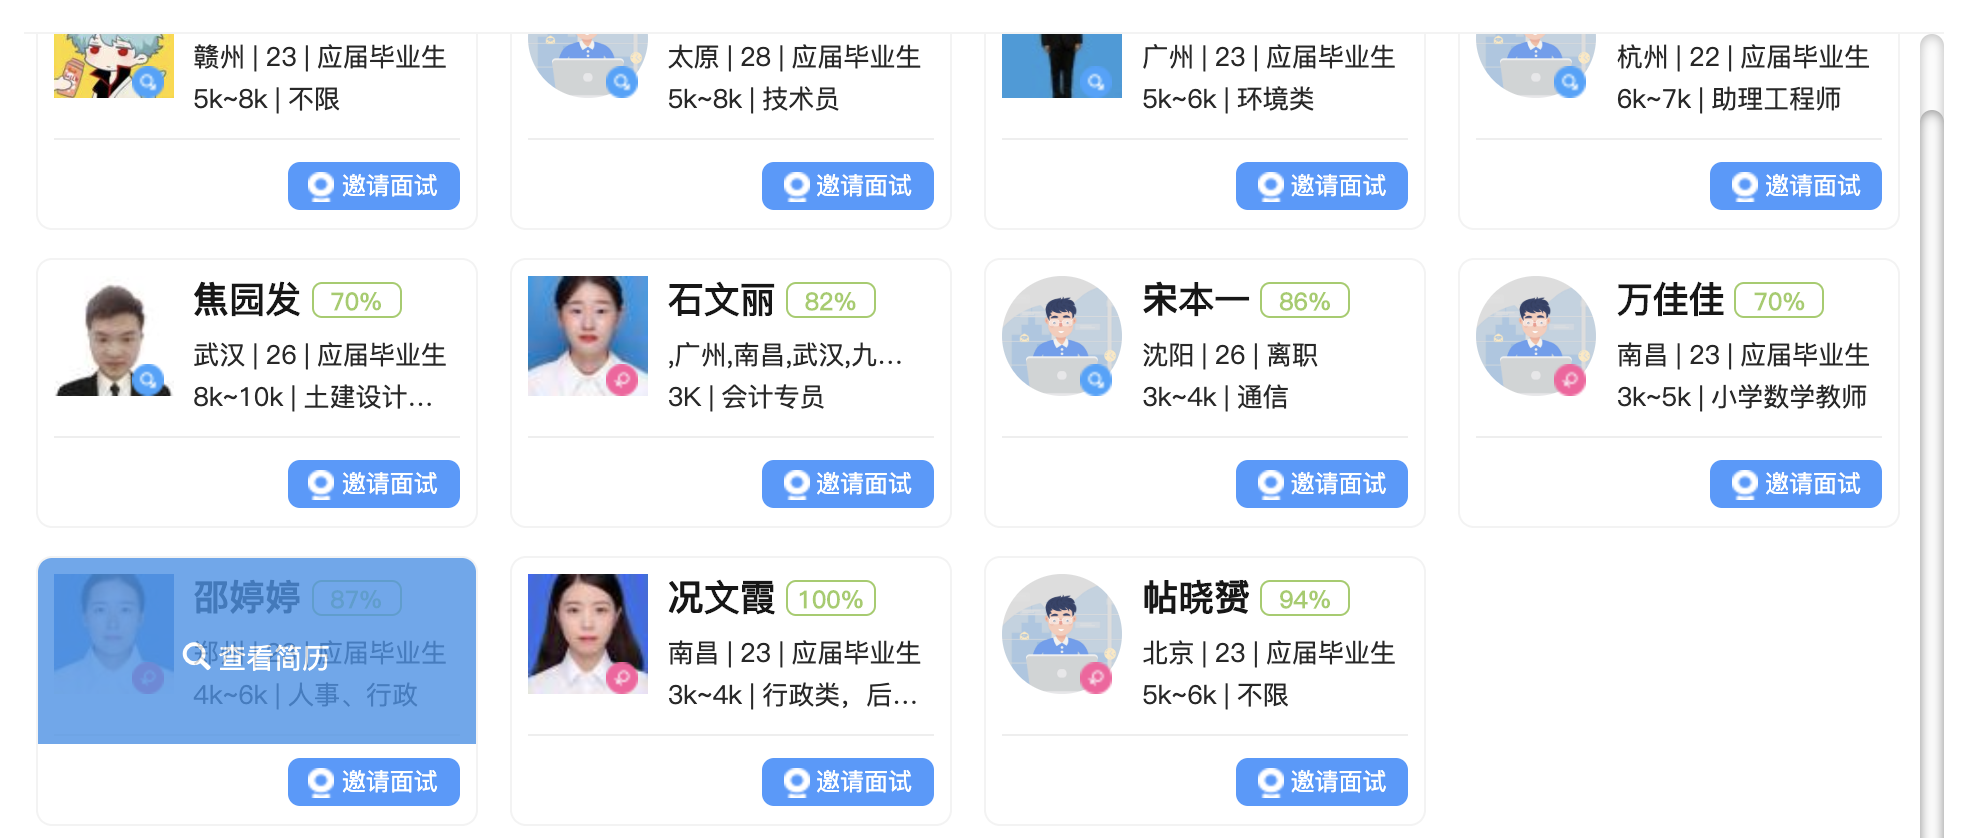 赣州 | 23 | 应届毕业生
5k~8k | 不限
邀请面试
太原 | 28 | 应届毕业生
5k~8k | 技术员
邀请面试
广州 | 23 | 应届毕业生
5k~6k | 环境类
邀请面试
杭州 | 22 | 应届毕业生
6k~7k | 助理工程师
邀请面试
焦园发 70%
武汉 | 26 | 应届毕业生
8k~10k | 土建设计...
邀请面试
石文丽 82%
,广州,南昌,武汉,九...
3K | 会计专员
邀请面试
宋本一 86%
沈阳 | 26 | 离职
3k~4k | 通信
邀请面试
万佳佳 70%
南昌 | 23 | 应届毕业生
3k~5k | 小学数学教师
邀请面试
邵婷婷 87%
应届毕业生
查看简历
4k~6k | 人事、行政
邀请面试
况文霞 100%
南昌 | 23 | 应届毕业生
3k~4k | 行政类，后...
邀请面试
帖晓赟 94%
北京 | 23 | 应届毕业生
5k~6k | 不限
邀请面试